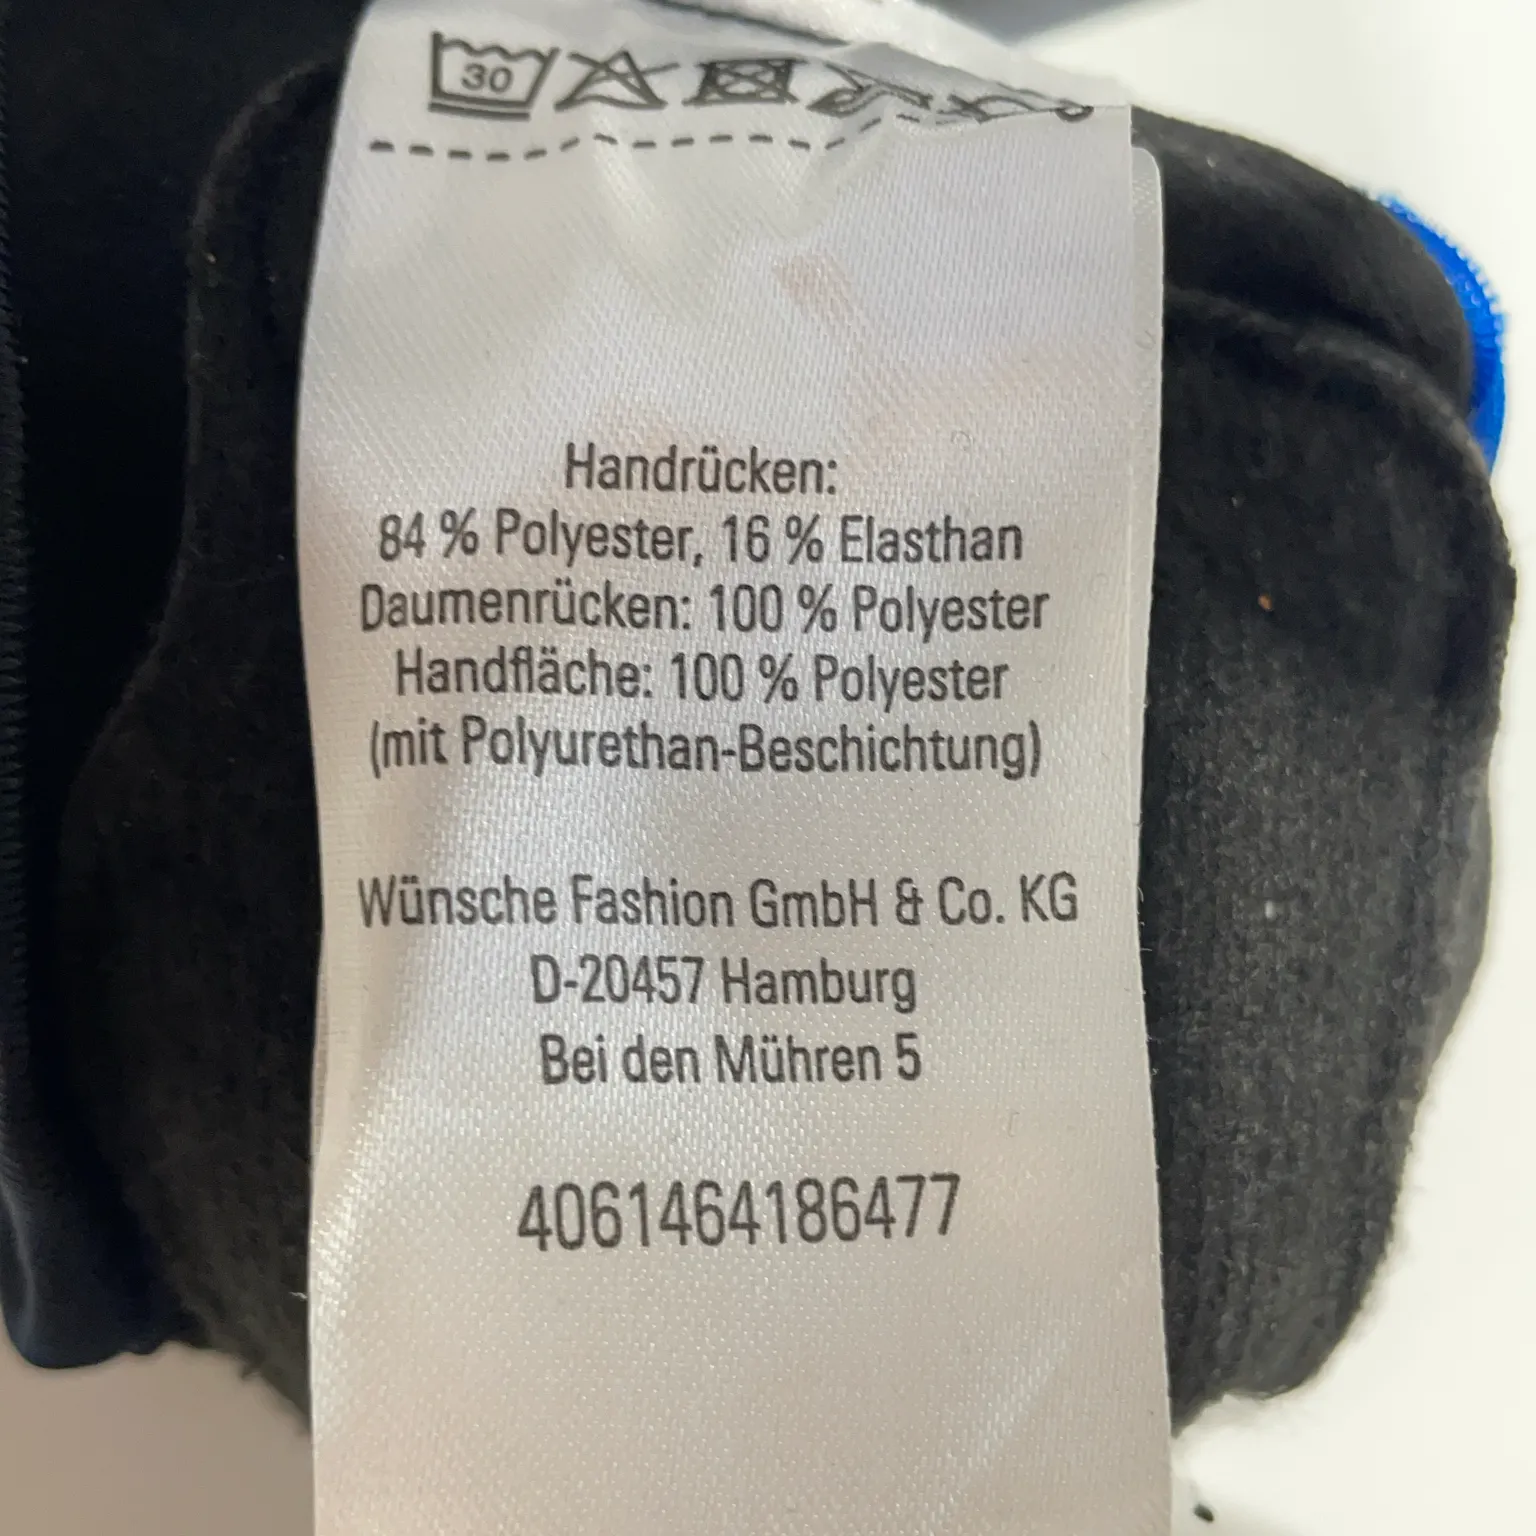 30
Handrücken:
84 % Polyester, 16 % Elasthan
Daumenrücken: 100 % Polyester
Handfläche: 100 % Polyester
(mit Polyurethan-Beschichtung)
Wünsche Fashion GmbH & Co. KG
D-20457 Hamburg
Bei den Mühren 5
4061464186477